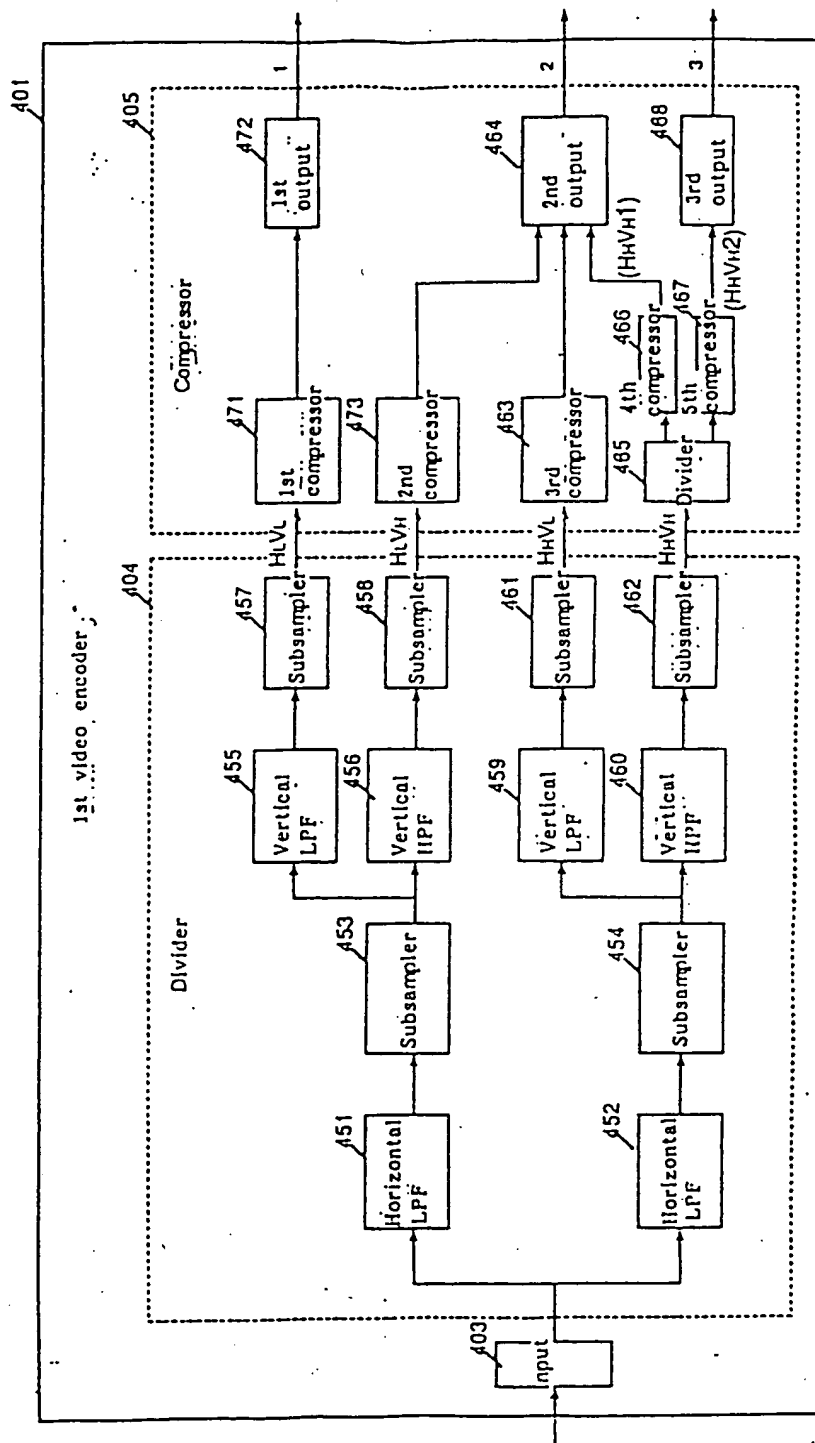 401
1st video encoder
404
Divider
405
Compressor
403
Input
451
Horizontal
LPF
453
Subsampler
455
Vertical
LPF
457
Subsampler
HLVL
471
1st
compressor
472
1st
output
1
456
Vertical
HPF
458
Subsampler
HLVH
473
2nd
compressor
452
Horizontal
LPF
454
Subsampler
459
Vertical
LPF
461
Subsampler
HHVL
463
3rd
compressor
464
2nd
output
2
460
Vertical
HPF
462
Subsampler
HHVH
465
Divider
466
4th
compressor
(HHVH1)
467
5th
compressor
(HHVH2)
468
3rd
output
3